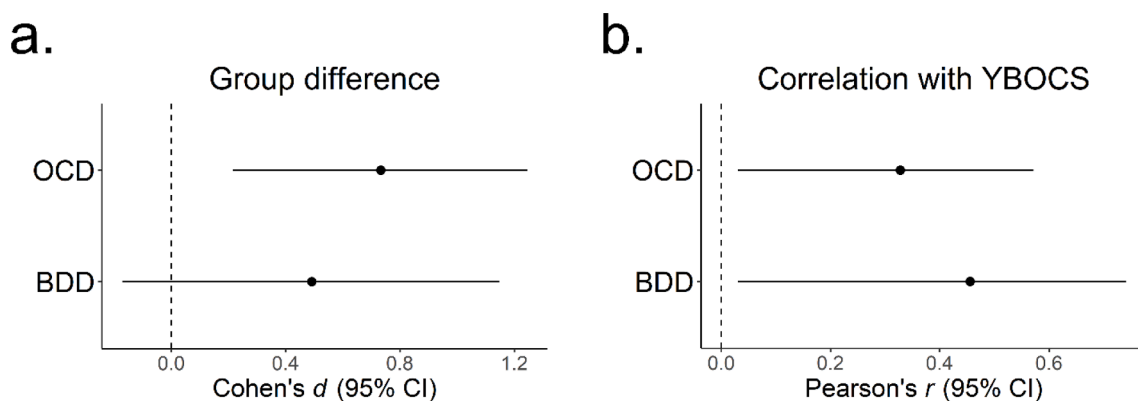 a.
Group difference
OCD
BDD
0.0 0.4 0.8 1.2
Cohen's d (95% CI)
b.
Correlation with YBOCS
OCD
BDD
0.0 0.2 0.4 0.6
Pearson's r (95% CI)